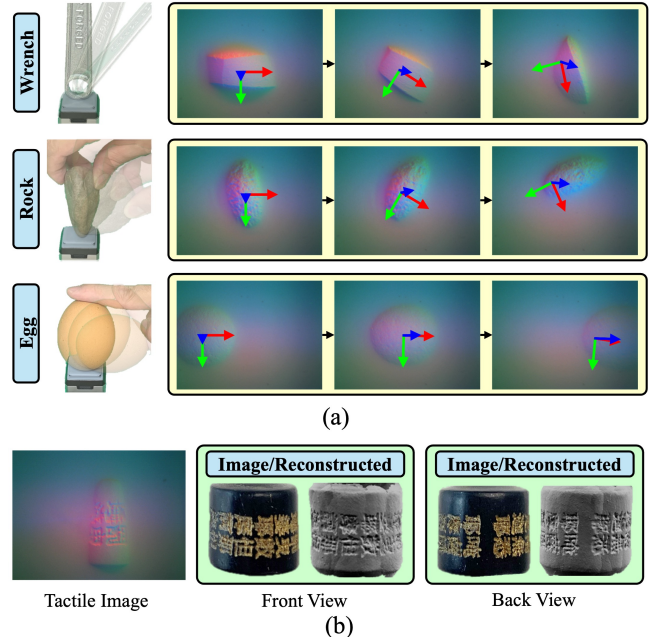 Wrench
Rock
Egg
(a)
Image/Reconstructed
Image/Reconstructed
Tactile Image
Front View
Back View
(b)